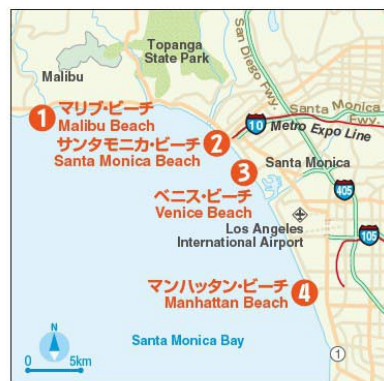 Topanga
State Park
San Diego Fwy.
Malibu
1
マリブ・ビーチ
Malibu Beach
サンタモニカ・ビーチ
Santa Monica Beach
2
10
Santa Monica
Fwy.
Metro Expo Line
3
Santa Monica
405
ベニス・ビーチ
Venice Beach
Los Angeles
International Airport
105
マンハッタン・ビーチ
Manhattan Beach
4
N
0 5km
Santa Monica Bay
1